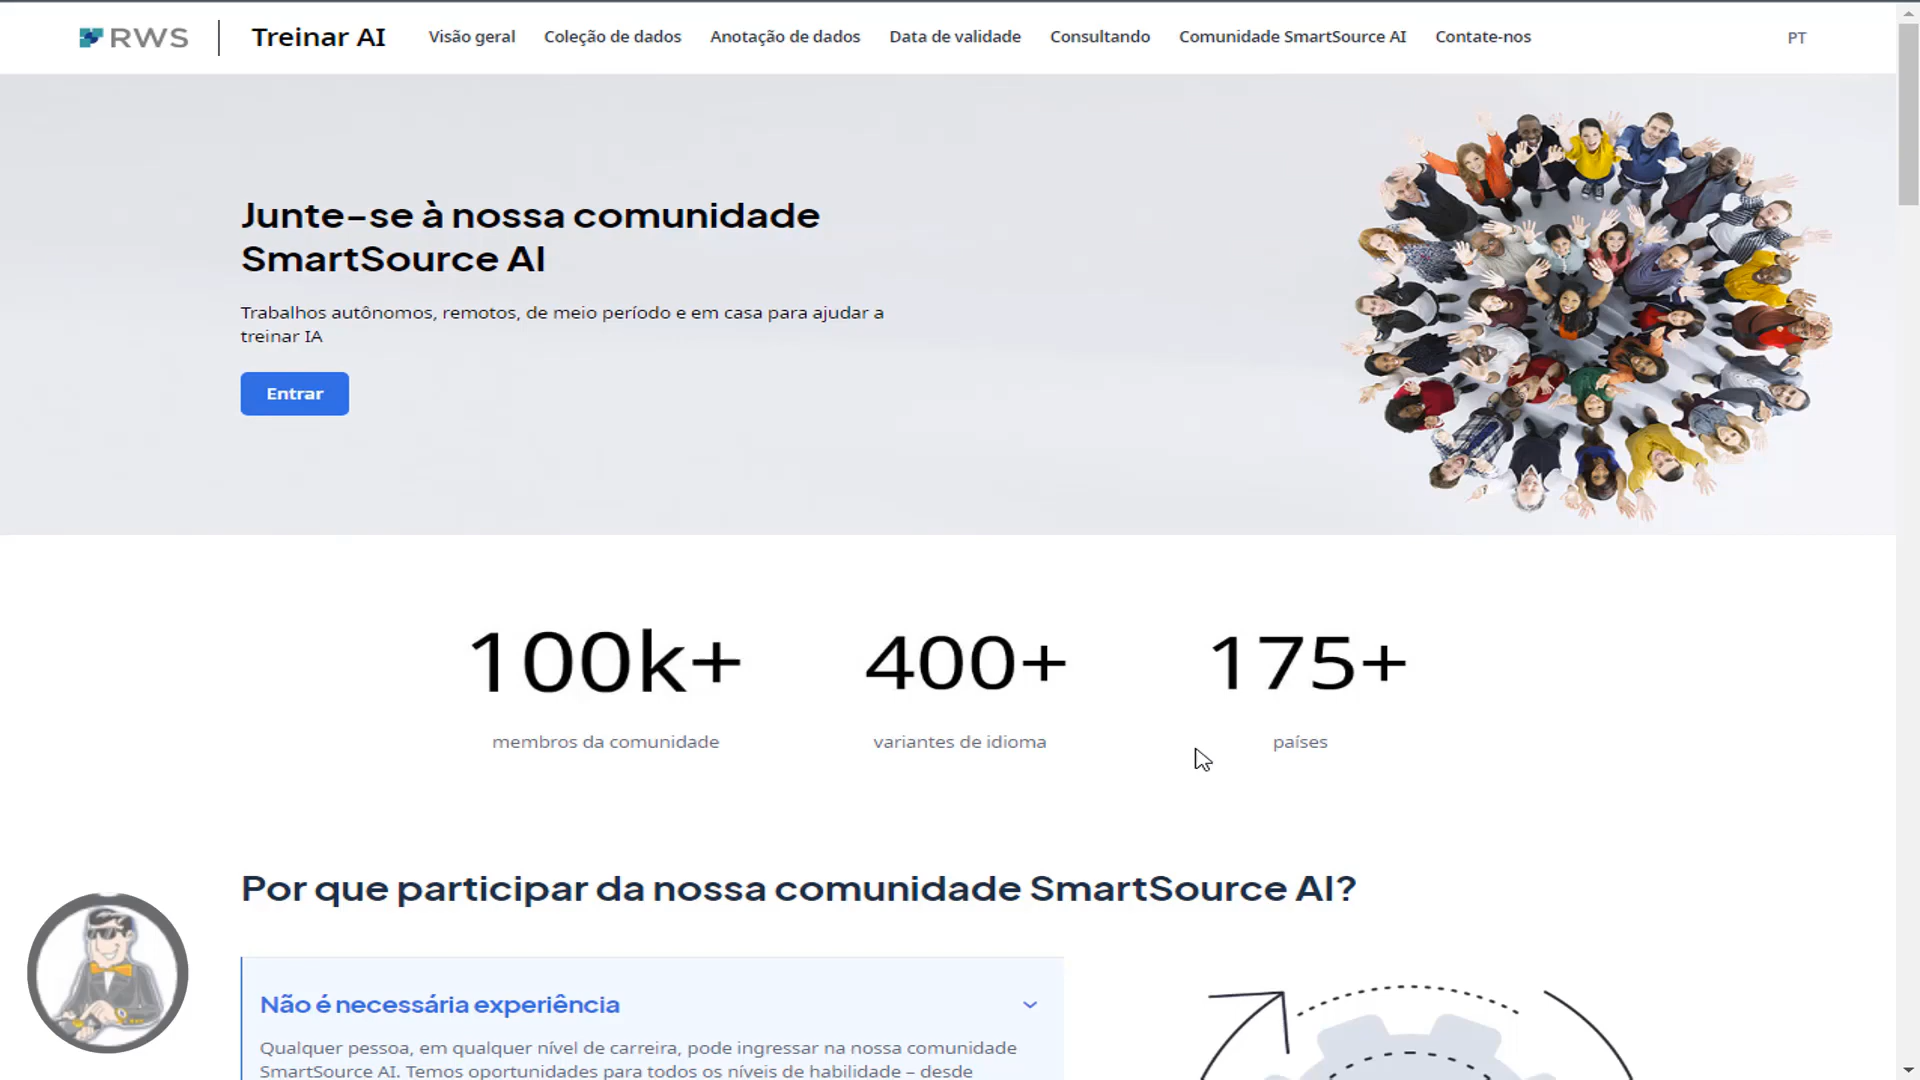 RWS
Treinar AI
Visão geral
Coleção de dados
Anotação de dados
Data de validade
Consultando
Comunidade SmartSource AI
Contate-nos
PT
Junte-se à nossa comunidade
SmartSource AI
Trabalhos autônomos, remotos, de meio período e em casa para ajudar a
treinar IA
Entrar
100k+
membros da comunidade
400+
variantes de idioma
175+
países
Por que participar da nossa comunidade SmartSource AI?
Não é necessária experiência
Qualquer pessoa, em qualquer nível de carreira, pode ingressar na nossa comunidade
SmartSource AI. Temos oportunidades para todos os níveis de habilidade – desde